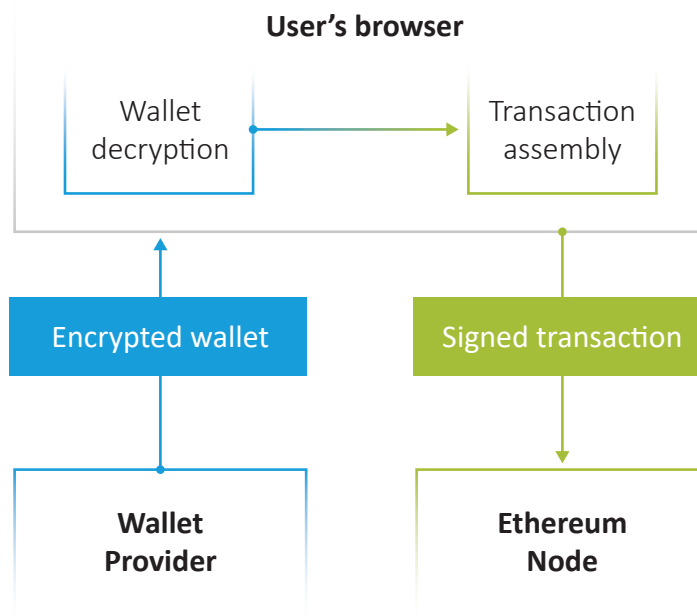 User’s browser
Wallet
decryption
Transaction
assembly
Encrypted wallet
Signed transaction
Wallet
Provider
Ethereum
Node